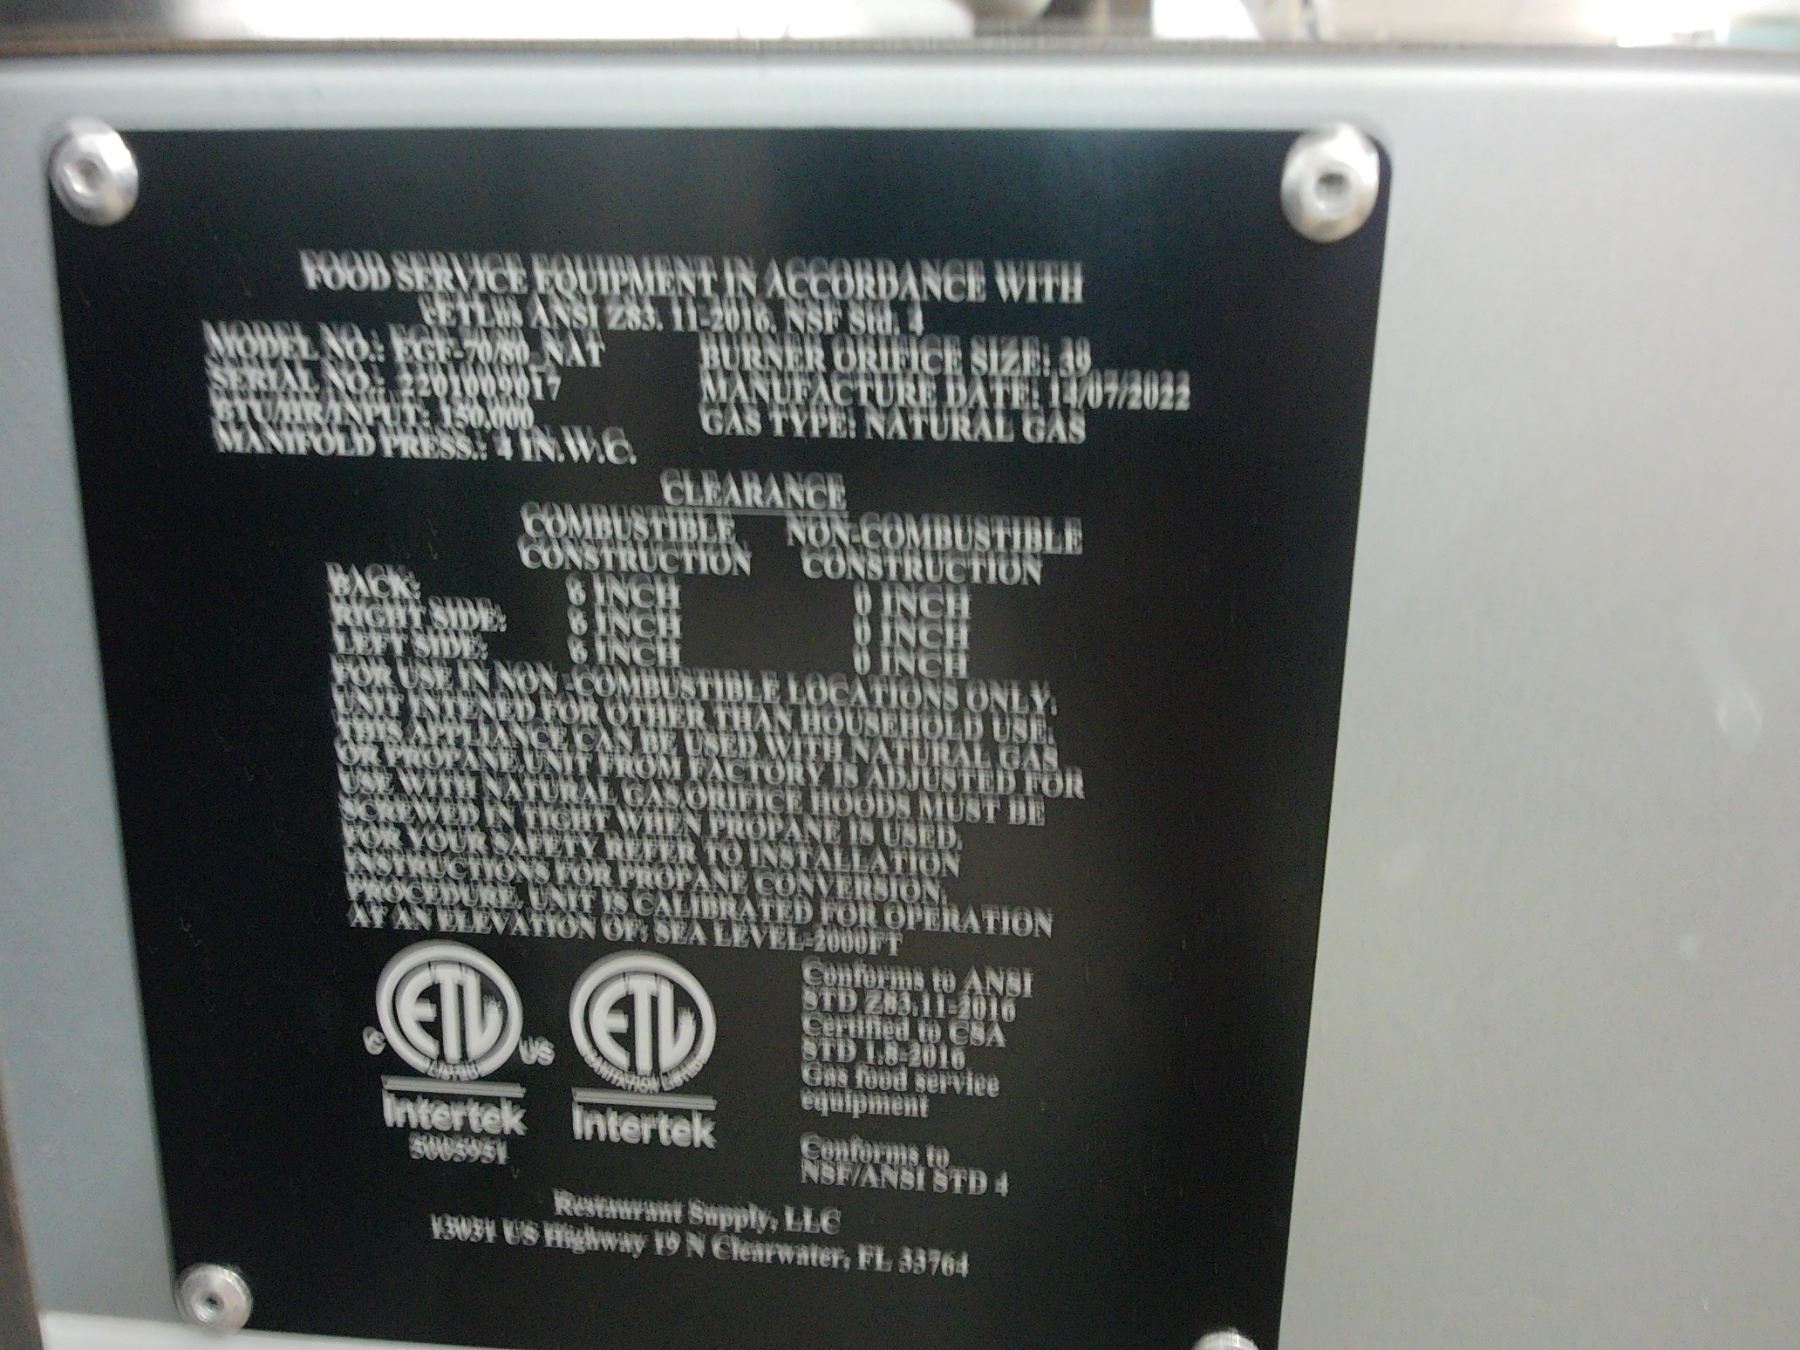 FOOD SERVICE EQUIPMENT IN ACCORDANCE WITH
cETLus ANSI Z83. 11-2016. NSF Std. 4
MODEL NO.: EGF-70/80_NAT
SERIAL NO.: 2201009017
BTU/HR/INPUT: 150,000
MANIFOLD PRESS.: 4 IN.W.C.
BURNER ORIFICE SIZE:
MANUFACTURE DATE: 14/07/2022
GAS TYPE: NATURAL GAS
CLEARANCE
COMBUSTIBLE NON-COMBUSTIBLE
CONSTRUCTION CONSTRUCTION
BACK: 6 INCH 0 INCH
RIGHT SIDE: 6 INCH 0 INCH
LEFT SIDE: 6 INCH 0 INCH
FOR USE IN NON -COMBUSTIBLE LOCATIONS ONLY.
UNIT INTENED FOR OTHER THAN HOUSEHOLD USE.
THIS APPLIANCE CAN BE USED WITH NATURAL GAS
OR PROPANE UNIT FROM FACTORY IS ADJUSTED FOR
USE WITH NATURAL GAS ORIFICE HOODS MUST BE
SCREWED IN TIGHT WHEN PROPANE IS USED.
FOR YOUR SAFETY REFER TO INSTALLATION
INSTRUCTIONS FOR PROPANE CONVERSION
PROCEDURE. UNIT IS CALIBRATED FOR OPERATION
AT AN ELEVATION OF: SEA LEVEL-2000FT
c ETL us
LISTED
Intertek
5005951
ETL
SANITATION LISTED
Intertek
Conforms to ANSI
STD Z83.11-2016
Certified to CSA
STD 1.8-2016
Gas food service
equipment
Conforms to
NSF/ANSI STD 4
Restaurant Supply, LLC
13031 US Highway 19 N Clearwater, FL 33764